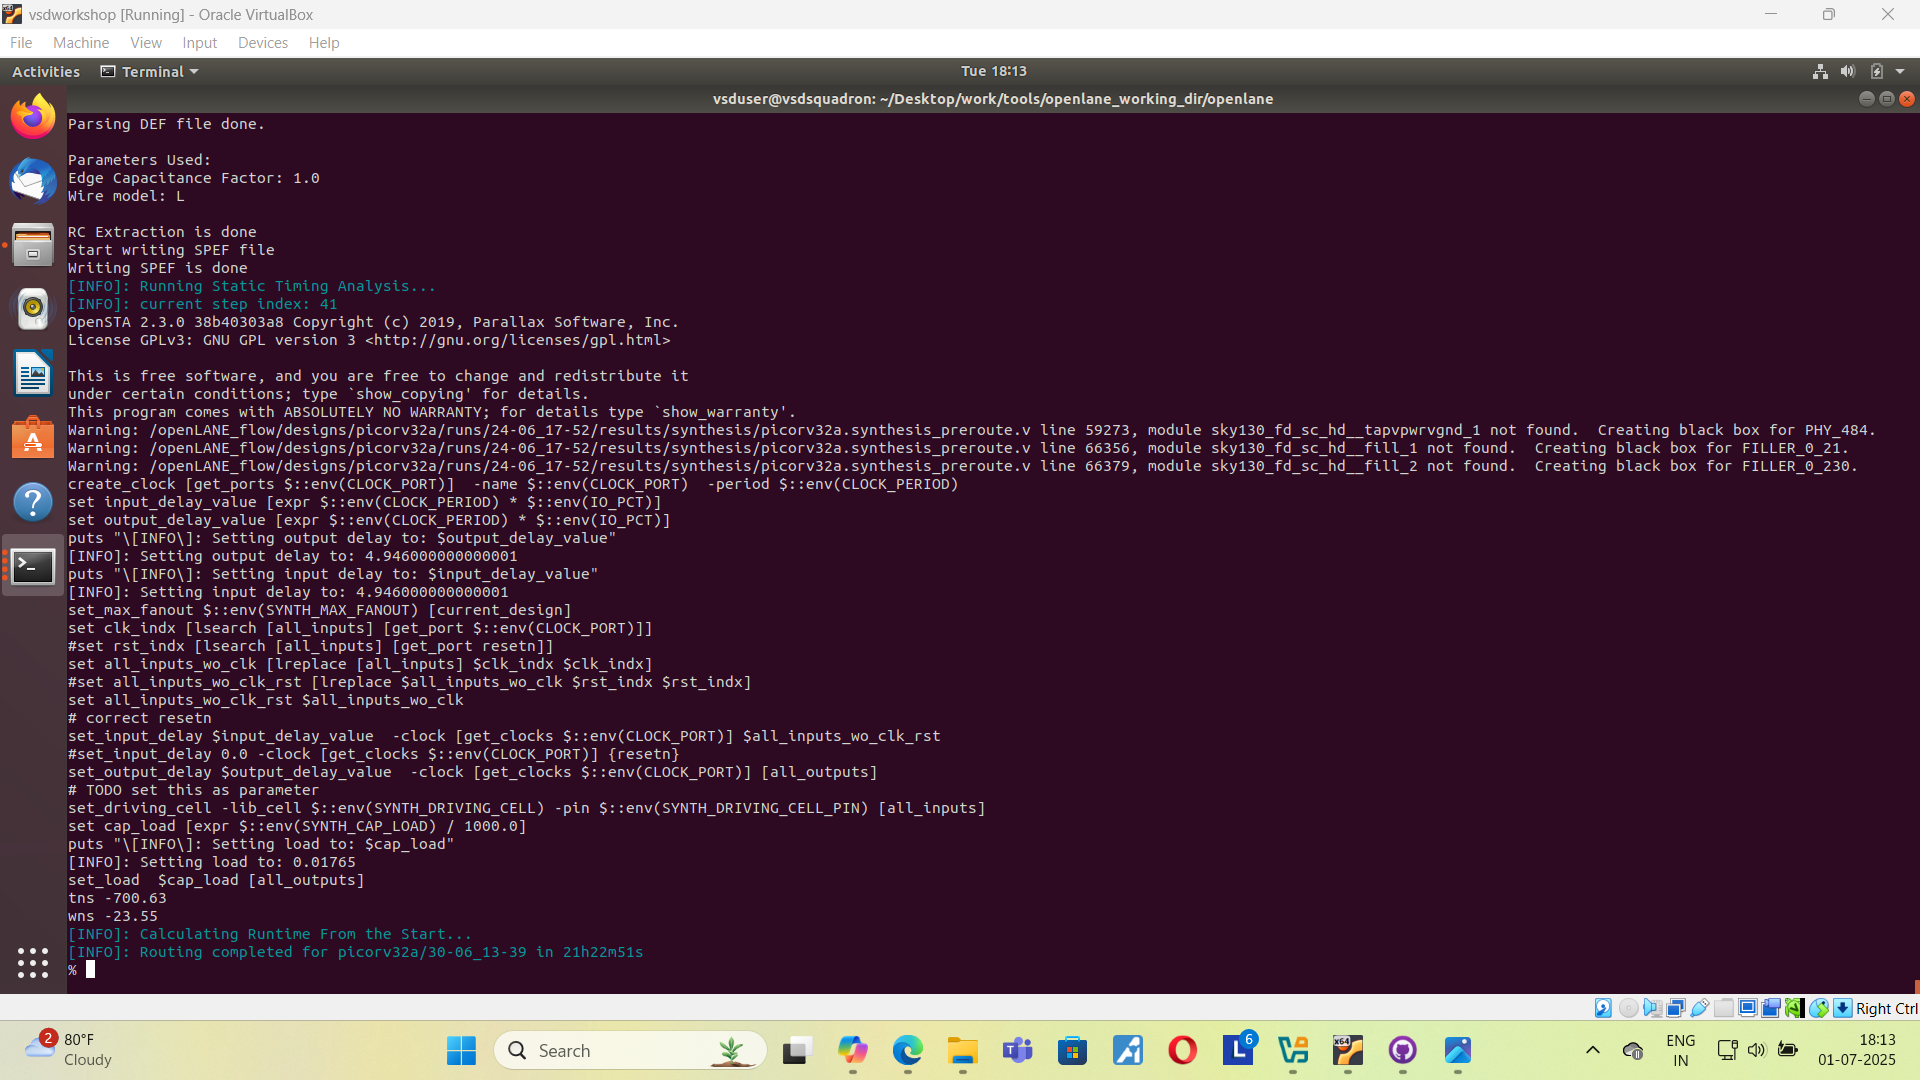 vsdworkshop [Running] - Oracle VirtualBox
File Machine View Input Devices Help
Activities Terminal Tue 18:13
vsduser@vsdsquadron: ~/Desktop/work/tools/openlane_working_dir/openlane
Parsing DEF file done.
Parameters Used:
Edge Capacitance Factor: 1.0
Wire model: L
RC Extraction is done
Start writing SPEF file
Writing SPEF is done
[INFO]: Running Static Timing Analysis...
[INFO]: current step index: 41
OpenSTA 2.3.0 38b40303a8 Copyright (c) 2019, Parallax Software, Inc.
License GPLv3: GNU GPL version 3 <http://gnu.org/licenses/gpl.html>
This is free software, and you are free to change and redistribute it
under certain conditions; type `show_copying' for details.
This program comes with ABSOLUTELY NO WARRANTY; for details type `show_warranty'.
Warning: /openLANE_flow/designs/picorv32a/runs/24-06_17-52/results/synthesis/picorv32a.synthesis_preroute.v line 59273, module sky130_fd_sc_hd__tapvpwrvgnd_1 not found.  Creating black box for PHY_484.
Warning: /openLANE_flow/designs/picorv32a/runs/24-06_17-52/results/synthesis/picorv32a.synthesis_preroute.v line 66356, module sky130_fd_sc_hd__fill_1 not found.  Creating black box for FILLER_0_21.
Warning: /openLANE_flow/designs/picorv32a/runs/24-06_17-52/results/synthesis/picorv32a.synthesis_preroute.v line 66379, module sky130_fd_sc_hd__fill_2 not found.  Creating black box for FILLER_0_230.
create_clock [get_ports $::env(CLOCK_PORT)]  -name $::env(CLOCK_PORT)  -period $::env(CLOCK_PERIOD)
set input_delay_value [expr $::env(CLOCK_PERIOD) * $::env(IO_PCT)]
set output_delay_value [expr $::env(CLOCK_PERIOD) * $::env(IO_PCT)]
puts "\[INFO\]: Setting output delay to: $output_delay_value"
[INFO]: Setting output delay to: 4.946000000000001
puts "\[INFO\]: Setting input delay to: $input_delay_value"
[INFO]: Setting input delay to: 4.946000000000001
set_max_fanout $::env(SYNTH_MAX_FANOUT) [current_design]
set clk_indx [lsearch [all_inputs] [get_port $::env(CLOCK_PORT)]]
#set rst_indx [lsearch [all_inputs] [get_port resetn]]
set all_inputs_wo_clk [lreplace [all_inputs] $clk_indx $clk_indx]
#set all_inputs_wo_clk_rst [lreplace $all_inputs_wo_clk $rst_indx $rst_indx]
set all_inputs_wo_clk_rst $all_inputs_wo_clk
# correct resetn
set_input_delay $input_delay_value  -clock [get_clocks $::env(CLOCK_PORT)] $all_inputs_wo_clk_rst
#set_input_delay 0.0 -clock [get_clocks $::env(CLOCK_PORT)] {resetn}
set_output_delay $output_delay_value  -clock [get_clocks $::env(CLOCK_PORT)] [all_outputs]
# TODO set this as parameter
set_driving_cell -lib_cell $::env(SYNTH_DRIVING_CELL) -pin $::env(SYNTH_DRIVING_CELL_PIN) [all_inputs]
set cap_load [expr $::env(SYNTH_CAP_LOAD) / 1000.0]
puts "\[INFO\]: Setting load to: $cap_load"
[INFO]: Setting load to: 0.01765
set_load  $cap_load [all_outputs]
tns -700.63
wns -23.55
[INFO]: Calculating Runtime From the Start...
[INFO]: Routing completed for picorv32a/30-06_13-39 in 21h22m51s
%
Right Ctrl
2 80°F
Cloudy
Search
6
ENG
IN
18:13
01-07-2025